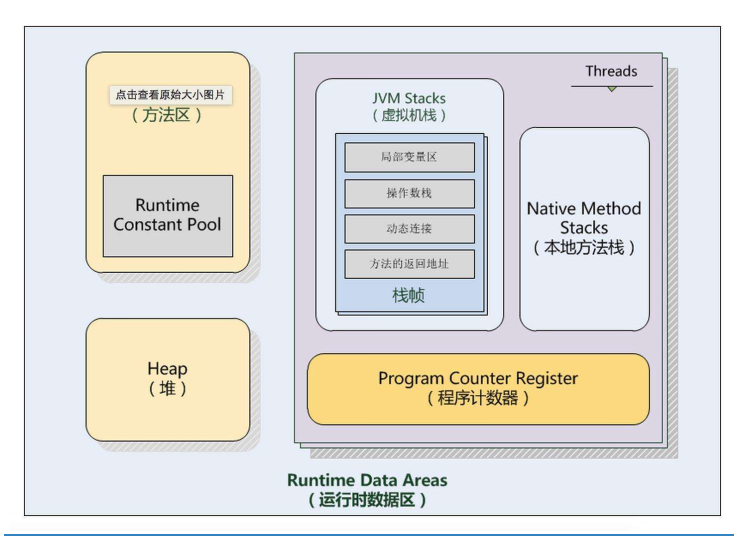 点击查看原始大小图片
（方法区）
Runtime
Constant Pool
Heap
（堆）
Threads
JVM Stacks
（虚拟机栈）
局部变量区
操作数栈
动态连接
方法的返回地址
栈帧
Native Method
Stacks
（本地方法栈）
Program Counter Register
（程序计数器）
Runtime Data Areas
（运行时数据区）